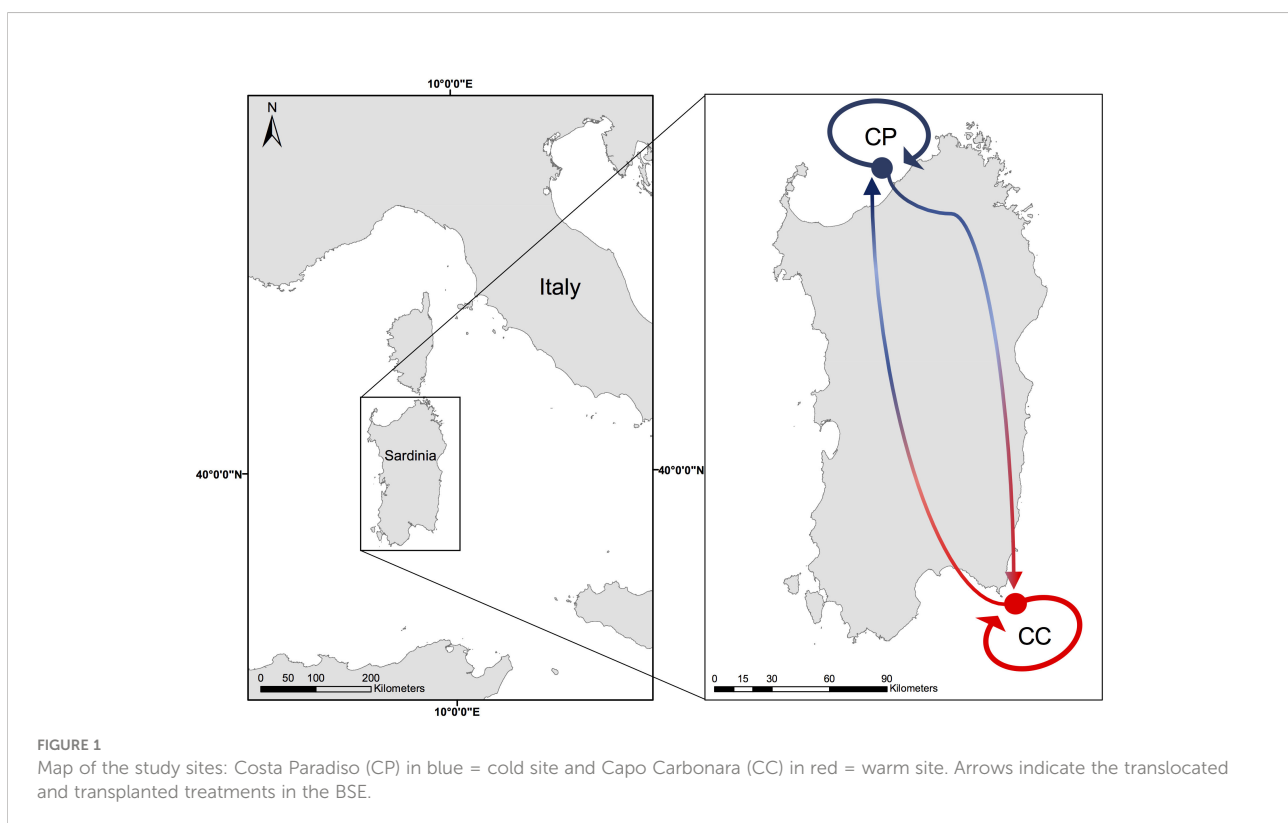 10°0'0"E
N
CP
Italy
Sardinia
40°0'0"N
40°0'0"N
CC
0 50 100 200
Kilometers
0 10 30 60 90
Kilometers
10°0'0"E
FIGURE 1
Map of the study sites: Costa Paradiso (CP) in blue = cold site and Capo Carbonara (CC) in red = warm site. Arrows indicate the translocated
and transplanted treatments in the BSE.